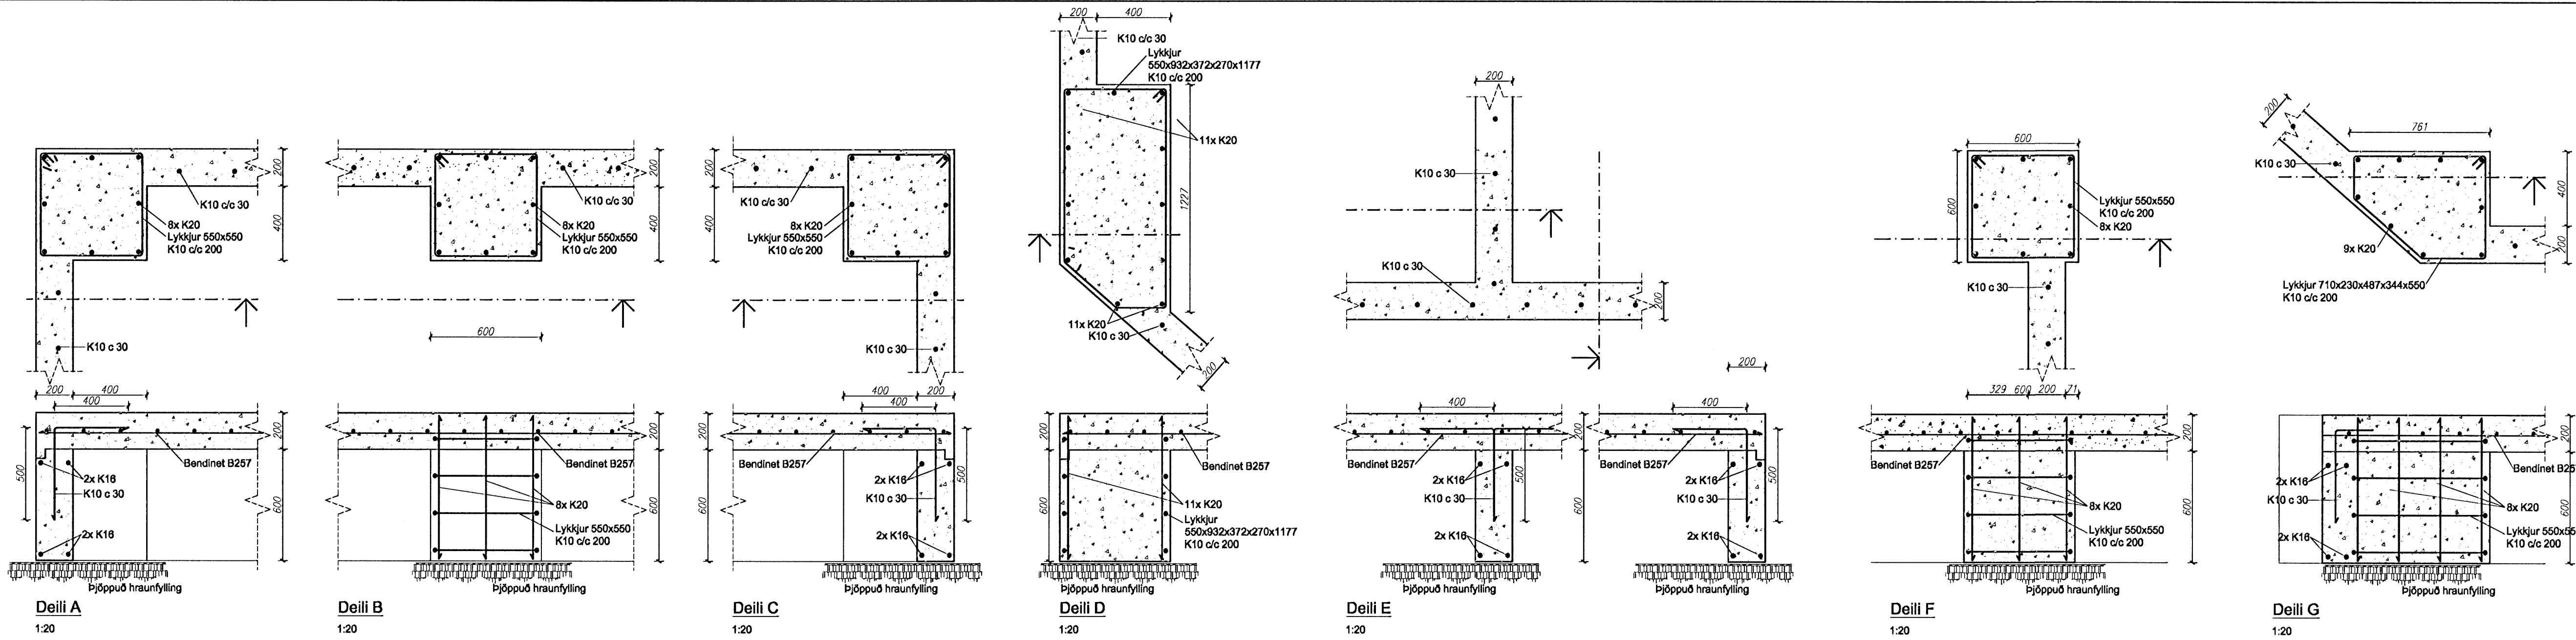 200
400
K10 c/c 30
8x K20
Lykkjur 550x550
K10 c/c 200
K10 c 30
200
400
400
200
500
2x K16
K10 c 30
2x K16
Bendinet B257
600
Þjöppuð hraunfylling
Deili A
1:20
200
400
K10 c/c 30
8x K20
Lykkjur 550x550
K10 c/c 200
600
200
Bendinet B257
8x K20
Lykkjur 550x550
K10 c/c 200
600
Þjöppuð hraunfylling
Deili B
1:20
200
400
K10 c/c 30
8x K20
Lykkjur 550x550
K10 c/c 200
K10 c 30
400
200
400
200
Bendinet B257
500
2x K16
K10 c 30
2x K16
600
Þjöppuð hraunfylling
Deili C
1:20
200
400
K10 c/c 30
Lykkjur
550x932x372x270x1177
K10 c/c 200
11x K20
1227
11x K20
K10 c 30
200
200
Bendinet B257
11x K20
Lykkjur
550x932x372x270x1177
K10 c/c 200
600
Þjöppuð hraunfylling
Deili D
1:20
200
K10 c 30
K10 c 30
200
400
200
Bendinet B257
2x K16
K10 c 30
500
2x K16
600
Þjöppuð hraunfylling
200
400
Bendinet B257
2x K16
K10 c 30
500
2x K16
Þjöppuð hraunfylling
Deili E
1:20
600
600
Lykkjur 550x550
K10 c/c 200
8x K20
K10 c 30
329
600
200
71
200
Bendinet B257
8x K20
Lykkjur 550x550
K10 c/c 200
600
Þjöppuð hraunfylling
Deili F
1:20
200
761
K10 c 30
400
9x K20
200
Lykkjur 710x230x487x344x550
K10 c/c 200
200
Bendinet B25
2x K16
K10 c 30
8x K20
Lykkjur 550x55
K10 c/c 200
2x K16
600
Þjöppuð hraunfylling
Deili G
1:20